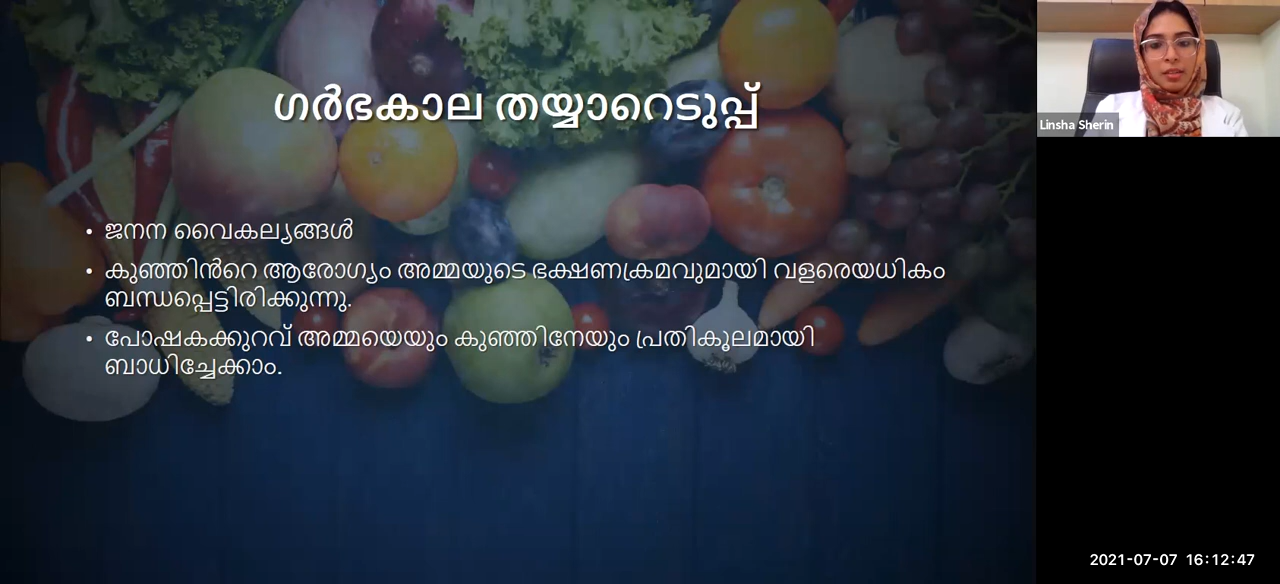 ഗർഭകാല തയ്യാറെടുപ്പ്
• ജനന വൈകല്യങ്ങൾ
• കുഞ്ഞിൻറെ ആരോഗ്യം അമ്മയുടെ ഭക്ഷണക്രമവുമായി വളരെയധികം
ബന്ധപ്പെട്ടിരിക്കുന്നു.
• പോഷകക്കുറവ് അമ്മയെയും കുഞ്ഞിനേയും പ്രതികൂലമായി
ബാധിച്ചേക്കാം.
Linsha Sherin
2021-07-07 16:12:47